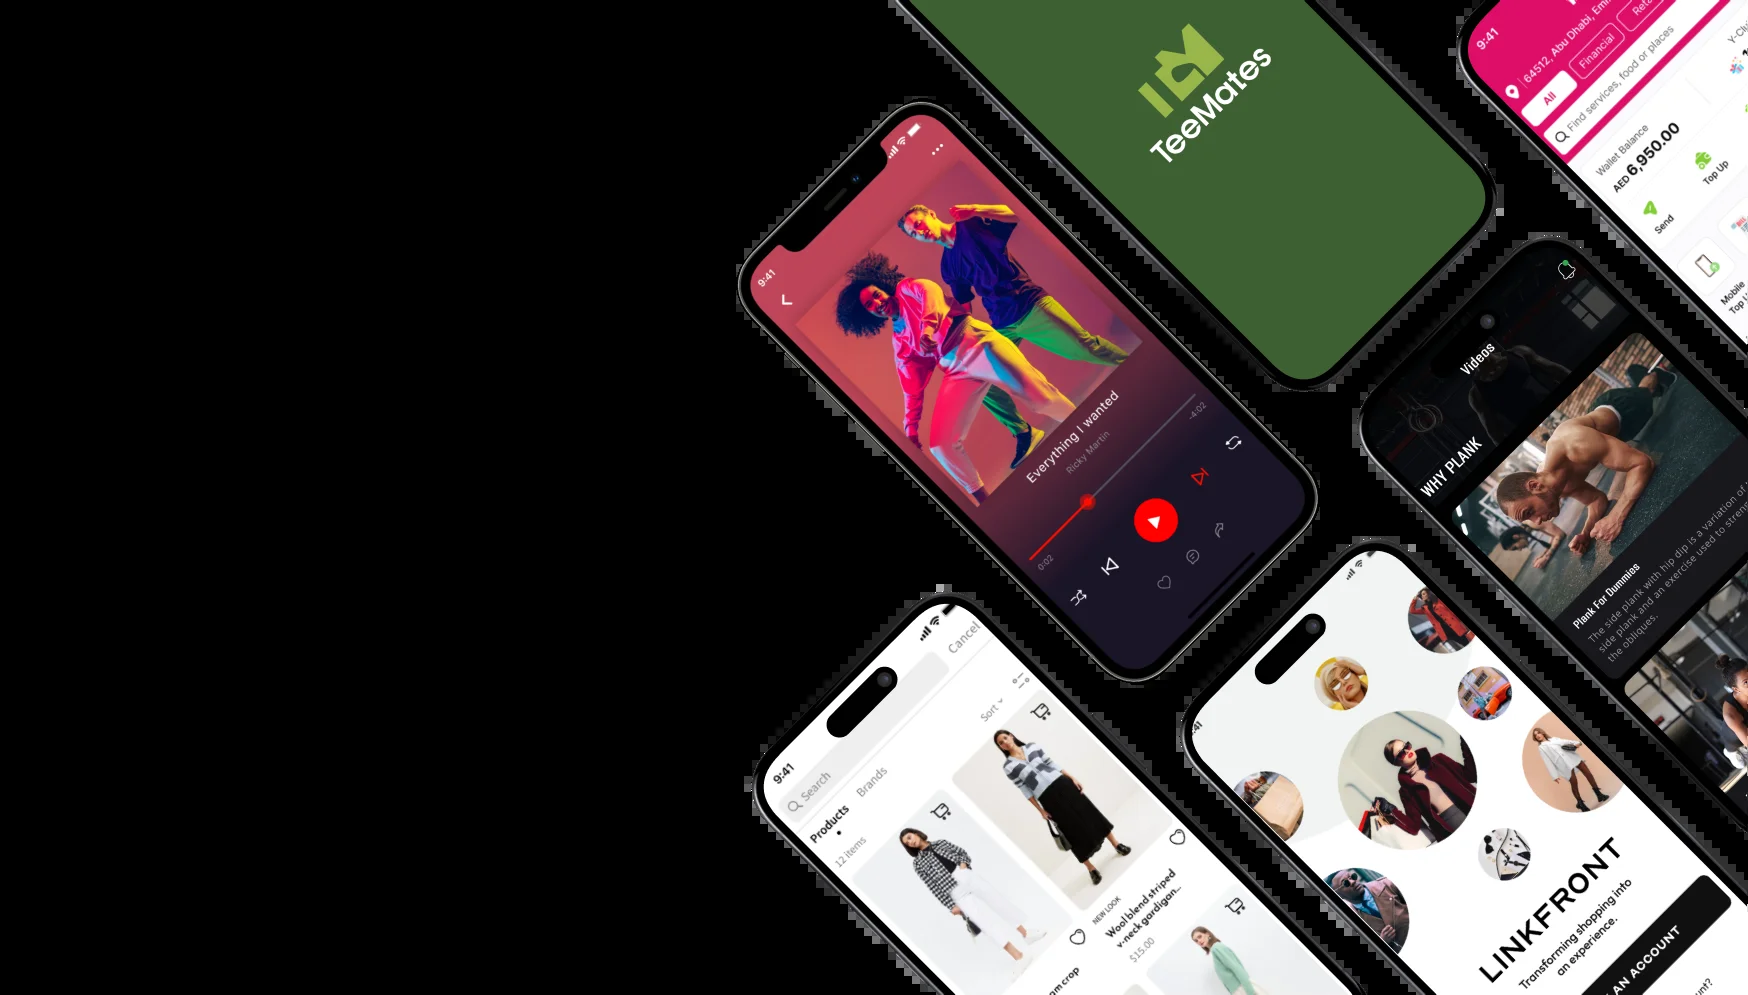 TeeMates
9:41
64512, Abu Dhabi,
All
Financial
Find services, food or places
Wallet Balance
AED 6,950.00
Send
Top Up
Mobile
9:41
Everything I wanted
Ricky Martin
0:02
-4:02
Videos
WHY PLANK
Plank For Dummies
The side plank with hip dip is a variation of
side plank and an exercise used to
the obliques.
9:41
Cancel
Search
Products
Brands
12 items
Sort
NEW LOOK
Wool blend striped
v-neck gardigan...
$15.00
crop
LINKFRONT
Transforming shopping into
an experience.
AN ACCOUNT